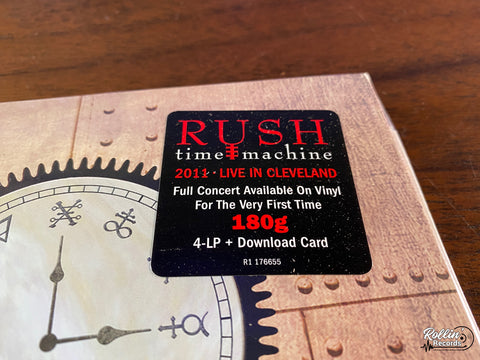 RUSH
time machine
2011 • LIVE IN CLEVELAND
Full Concert Available On Vinyl
For The Very First Time
180g
4-LP + Download Card
R1 176655
Rollin'
Records